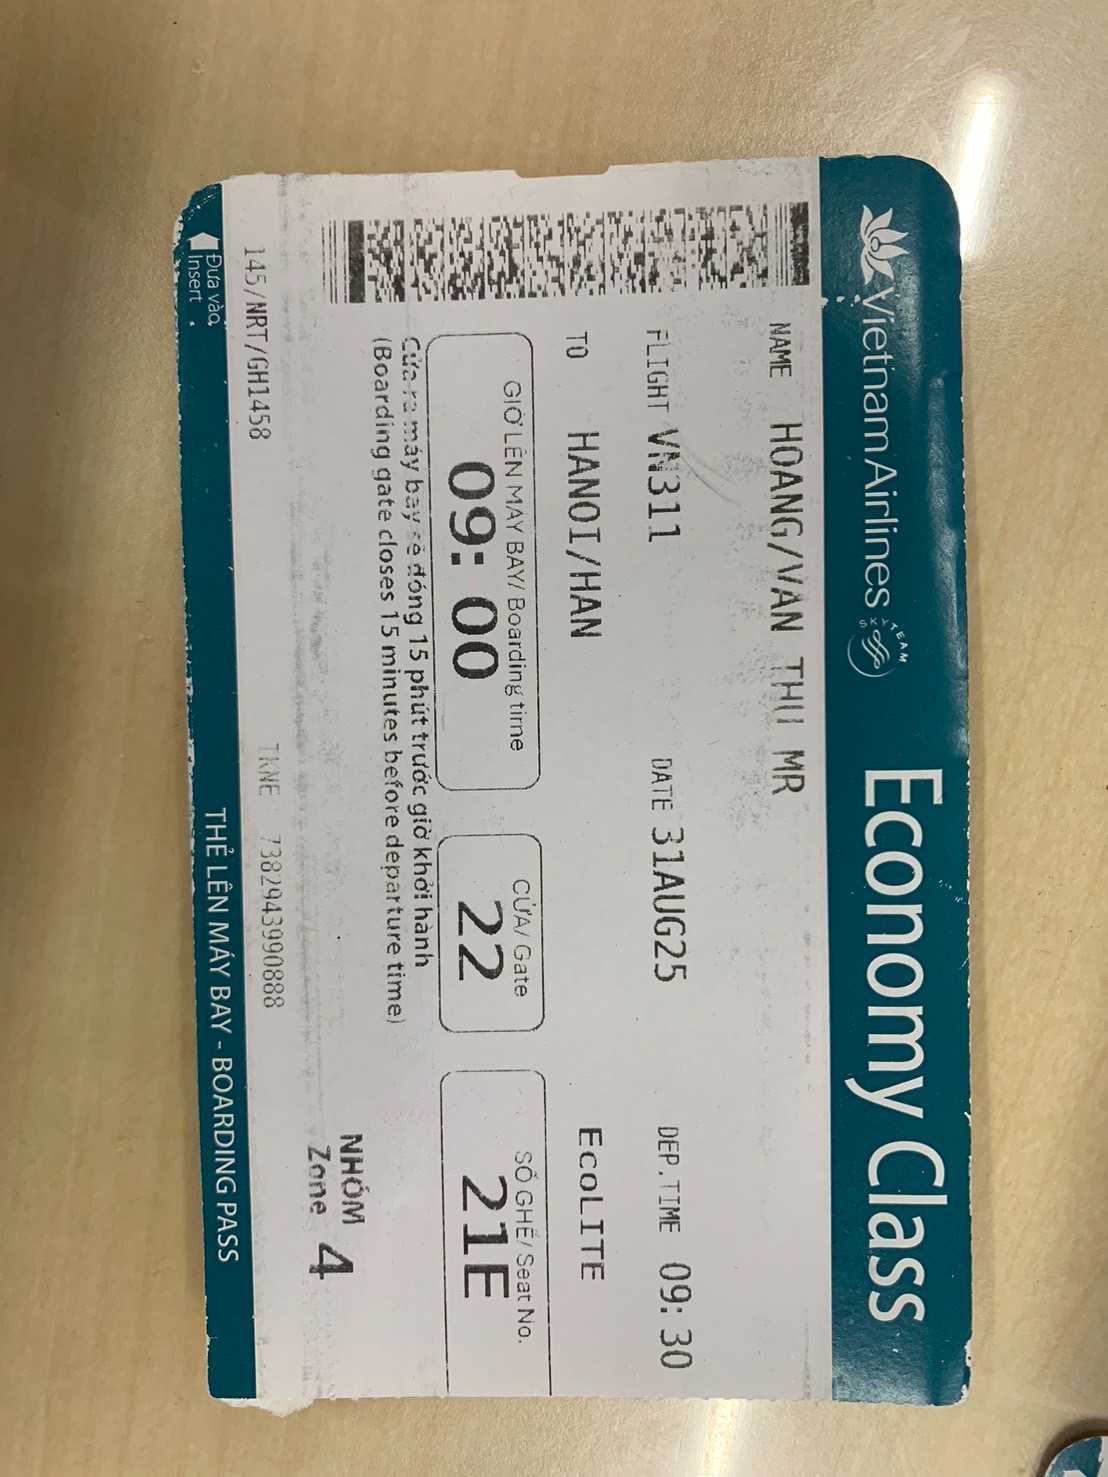 Vietnam Airlines SKYTEAM Economy Class
NAME HOANG/VAN THU MR
FLIGHT VN311 DATE 31AUG25 DEP.TIME 09:30
TO HANOI/HAN EcoLITE
GIỜ LÊN MÁY BAY/ Boarding time CỬA/ Gate SỐ GHẾ/ Seat No.
09:00 22 21E
Cửa ra máy bay sẽ đóng 15 phút trước giờ khởi hành
(Boarding gate closes 15 minutes before departure time)
NHÓM
Zone 4
145/NRT/GH1458 TKNE 7382943990888
Đưa vào
Insert
THẺ LÊN MÁY BAY - BOARDING PASS